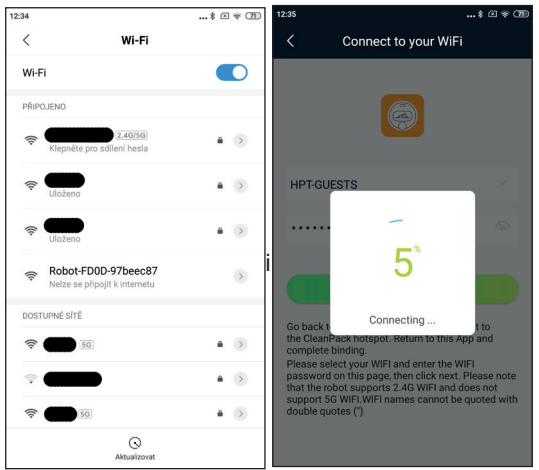 12:34
71
Wi-Fi
Wi-Fi
PŘIPOJENO
2.4G/5G
Klepněte pro sdílení hesla
Uloženo
Uloženo
Robot-FD0D-97beec87
Nelze se připojit k internetu
DOSTUPNÉ SÍTĚ
5G
5G
Aktualizovat
i
12:35
71
Connect to your WiFi
HPT-GUESTS
5%
Connecting ...
Go back t t to
the CleanPack hotspot. Return to this App and
complete binding.
Please select your WIFI and enter the WIFI
password on this page, then click next. Please note
that the robot supports 2.4G WIFI and does not
support 5G WIFI.WIFI names cannot be quoted with
double quotes (")